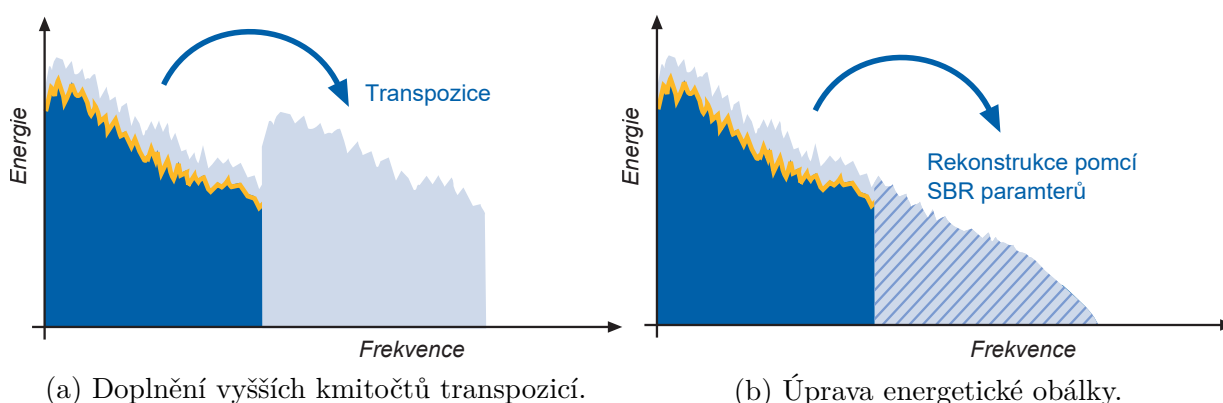 Energie
Transpozice
Frekvence
(a) Doplnění vyšších kmitočtů transpozicí.
Energie
Rekonstrukce pomcí
SBR paramterů
Frekvence
(b) Úprava energetické obálky.